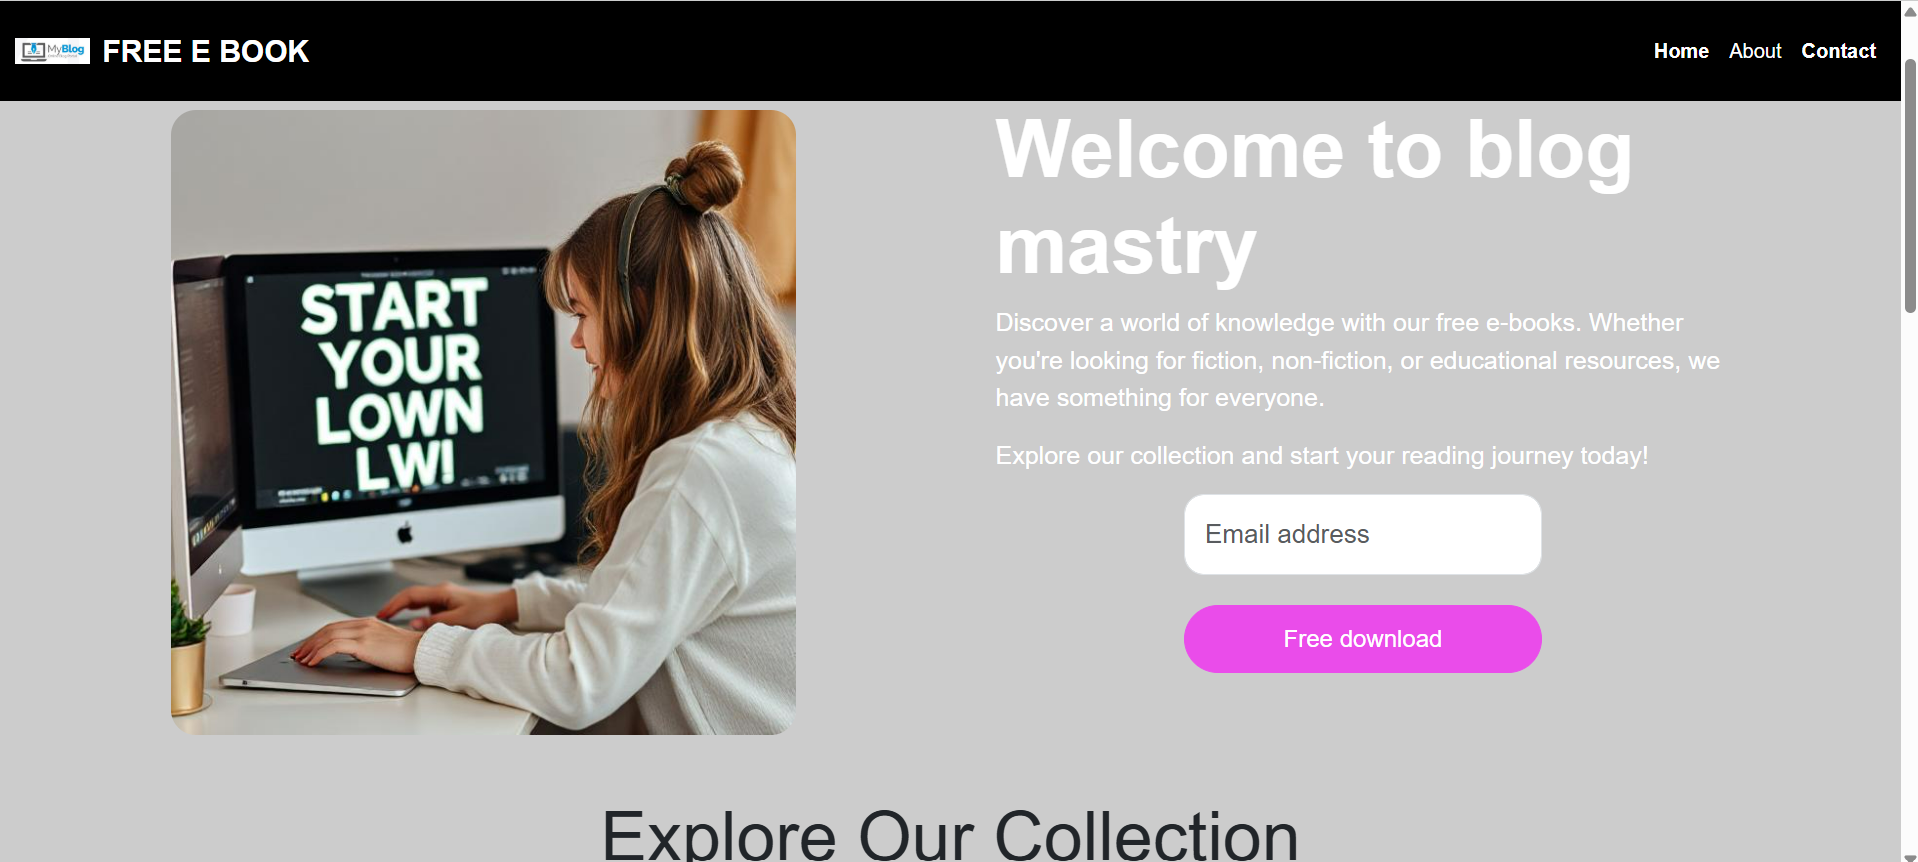 MyBlog
FREE E BOOK
Home About Contact
START
YOUR
LOWN
LW!
Welcome to blog
mastry
Discover a world of knowledge with our free e-books. Whether
you're looking for fiction, non-fiction, or educational resources, we
have something for everyone.
Explore our collection and start your reading journey today!
Email address
Free download
Explore Our Collection